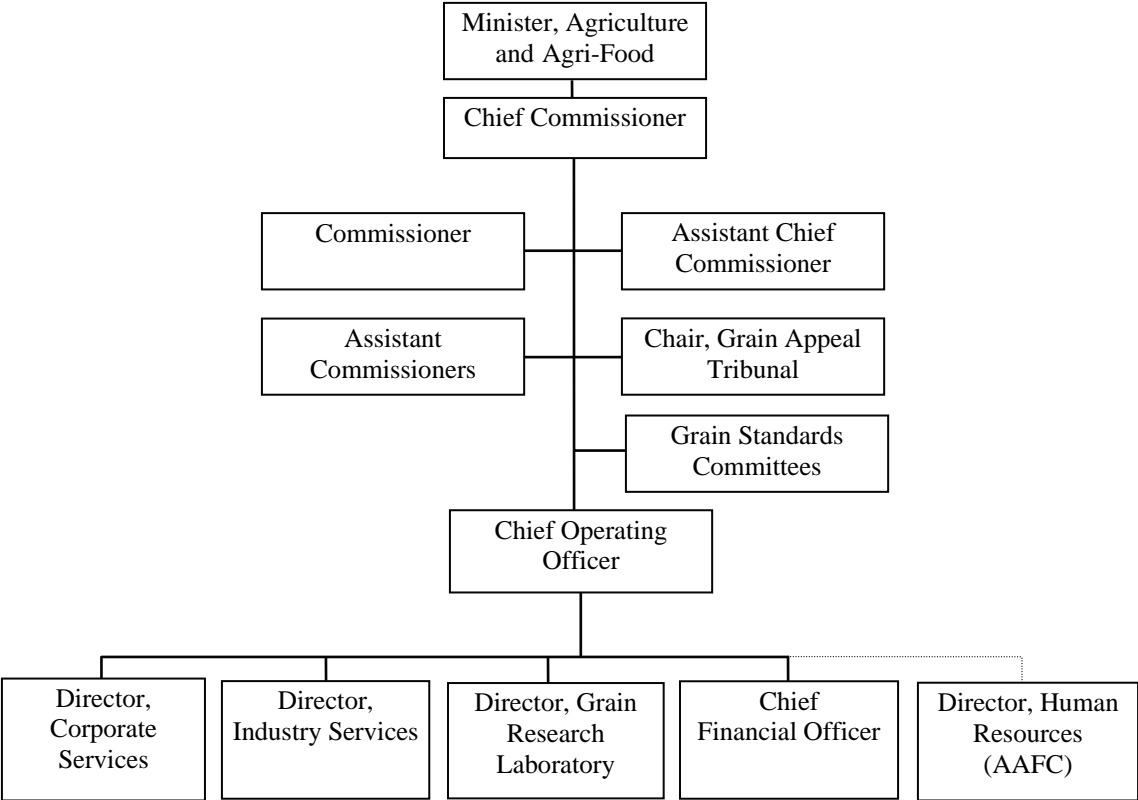 Minister, Agriculture
and Agri-Food
Chief Commissioner
Commissioner
Assistant Chief
Commissioner
Assistant
Commissioners
Chair, Grain Appeal
Tribunal
Grain Standards
Committees
Chief Operating
Officer
Director,
Corporate
Services
Director,
Industry Services
Director, Grain
Research
Laboratory
Chief
Financial Officer
Director, Human
Resources
(AAFC)